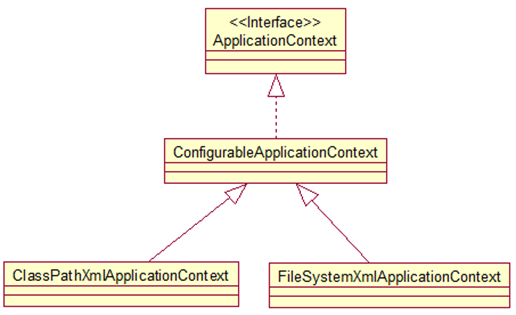 <<Interface>>
ApplicationContext
ConfigurableApplicationContext
ClassPathXmlApplicationContext
FileSystemXmlApplicationContext